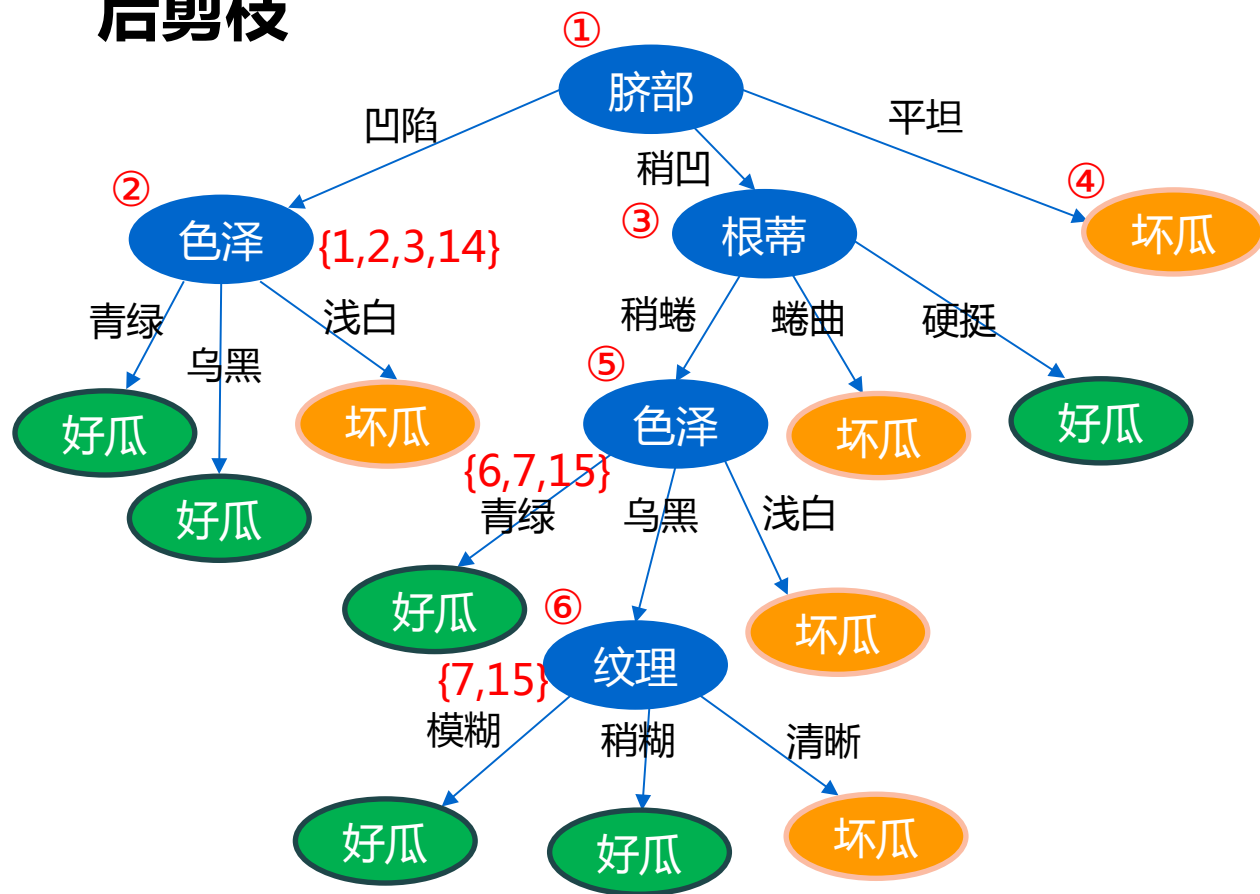 后剪枝
①
脐部
凹陷
稍凹
平坦
②
色泽
{1,2,3,14}
③
根蒂
④
坏瓜
青绿
乌黑
浅白
稍蜷
蜷曲
硬挺
好瓜
好瓜
坏瓜
⑤
色泽
{6,7,15}
坏瓜
好瓜
青绿
乌黑
浅白
好瓜
⑥
纹理
{7,15}
坏瓜
模糊
稍糊
清晰
好瓜
好瓜
坏瓜